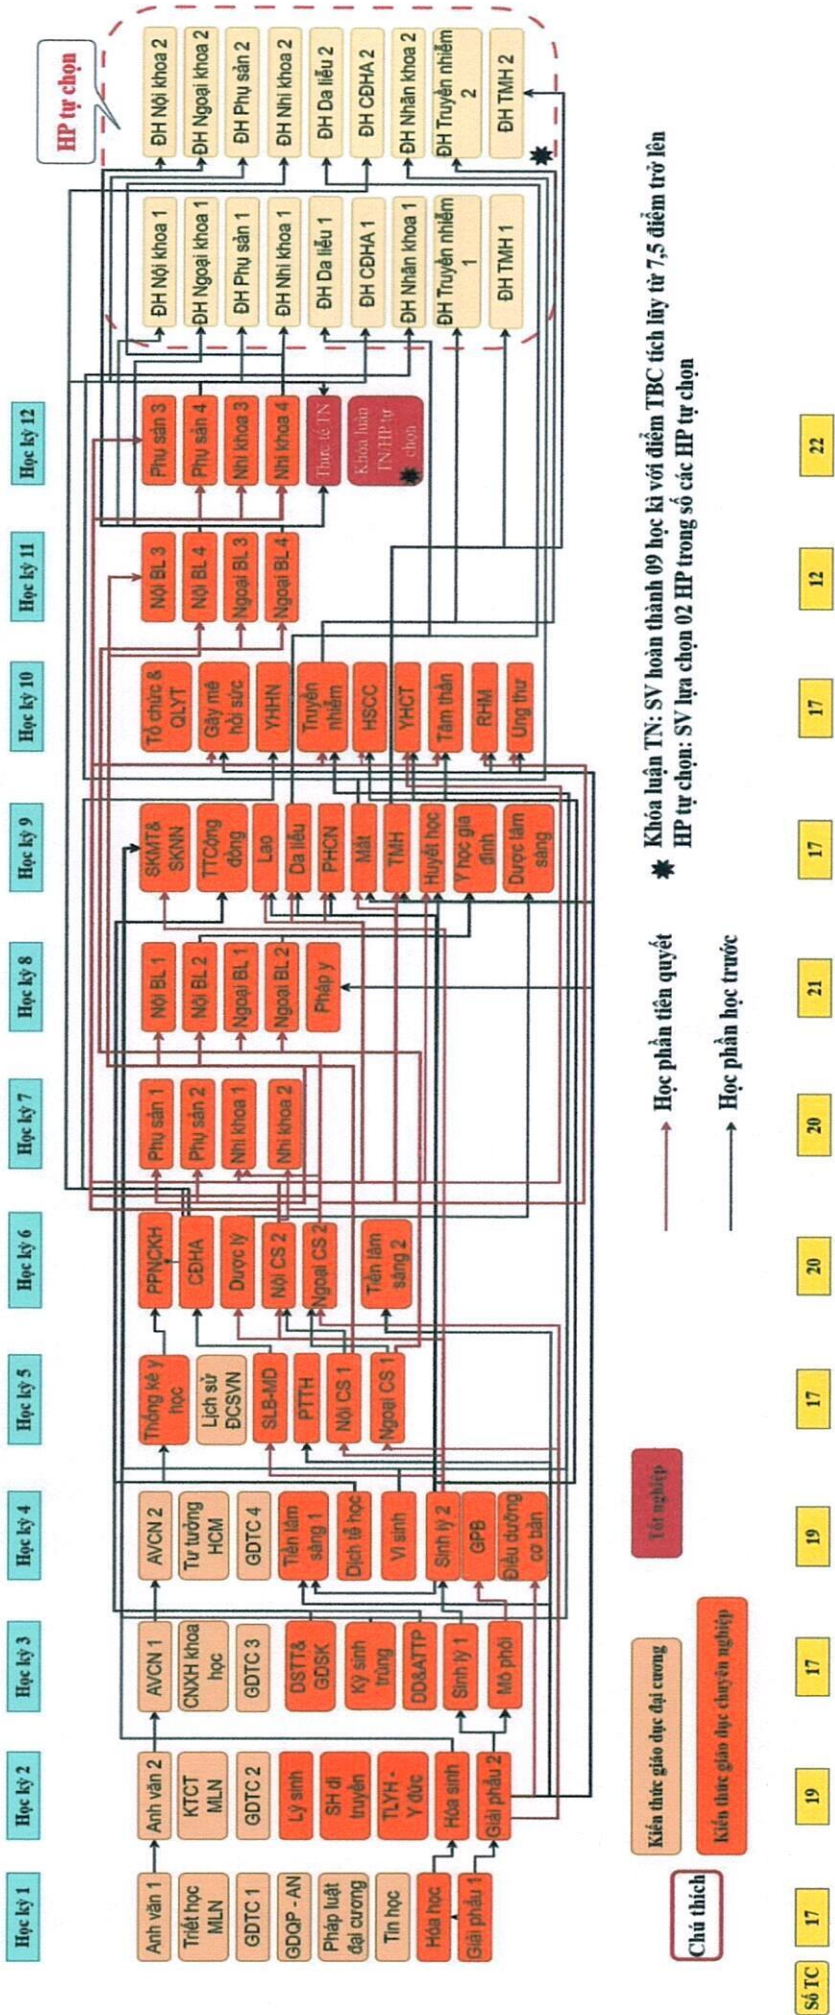 Học kỳ 1
Học kỳ 2
Học kỳ 3
Học kỳ 4
Học kỳ 5
Học kỳ 6
Học kỳ 7
Học kỳ 8
Học kỳ 9
Học kỳ 10
Học kỳ 11
Học kỳ 12
HP tự chọn
Anh văn 1
Triết học
MLN
GDTC 1
GDQP - AN
Pháp luật
đại cương
Tin học
Hóa học
Giải phẫu 1
Anh văn 2
KTCT
MLN
GDTC 2
Lý sinh
SH di
truyền
TLYH -
Y đức
Hóa sinh
Giải phẫu 2
AVCN 1
CNXH khoa
học
GDTC 3
DSTT&
GDSK
Ký sinh
trùng
DD&ATTP
Sinh lý 1
Mô phôi
AVCN 2
Tư tưởng
HCM
GDTC 4
Tiền lâm
sàng 1
Dịch tễ học
Vi sinh
Sinh lý 2
GPB
Điều dưỡng
cơ bản
Thống kê y
học
Lịch sử
ĐCSVN
SLB-MD
PTTH
Nội CS 1
Ngoại CS 1
PPNCKH
CĐHA
Dược lý
Nội CS 2
Ngoại CS 2
Tiền lâm
sàng 2
Phụ sản 1
Phụ sản 2
Nhi khoa 1
Nhi khoa 2
Nội BL 1
Nội BL 2
Ngoại BL 1
Ngoại BL 2
Pháp y
SKMT&
SKNN
TTCộng
đồng
Lao
Da liễu
PHCN
Mắt
TMH
Huyết học
Y học gia
đình
Dược lâm
sàng
Tổ chức &
QLYT
Gây mê
hồi sức
YHHN
Truyền
nhiễm
HSCC
YHCT
Tâm thần
RHM
Ung thư
Nội BL 3
Nội BL 4
Ngoại BL 3
Ngoại BL 4
Phụ sản 3
Phụ sản 4
Nhi khoa 3
Nhi khoa 4
Thực tế TN
Khóa luận
TN/HP tự
chọn
ĐH Nội khoa 1
ĐH Ngoại khoa 1
ĐH Phụ sản 1
ĐH Nhi khoa 1
ĐH Da liễu 1
ĐH CĐHA 1
ĐH Nhãn khoa 1
ĐH Truyền nhiễm
1
ĐH TMH 1
ĐH Nội khoa 2
ĐH Ngoại khoa 2
ĐH Phụ sản 2
ĐH Nhi khoa 2
ĐH Da liễu 2
ĐH CĐHA 2
ĐH Nhãn khoa 2
ĐH Truyền nhiễm
2
ĐH TMH 2
Chú thích
Kiến thức giáo dục đại cương
Kiến thức giáo dục chuyên nghiệp
Tốt nghiệp
Học phần tiên quyết
Học phần học trước
Khóa luận TN: SV hoàn thành 09 học kì với điểm TBC tích lũy từ 7,5 điểm trở lên
HP tự chọn: SV lựa chọn 02 HP trong số các HP tự chọn
Số TC
17
19
17
19
17
20
20
21
17
17
12
22